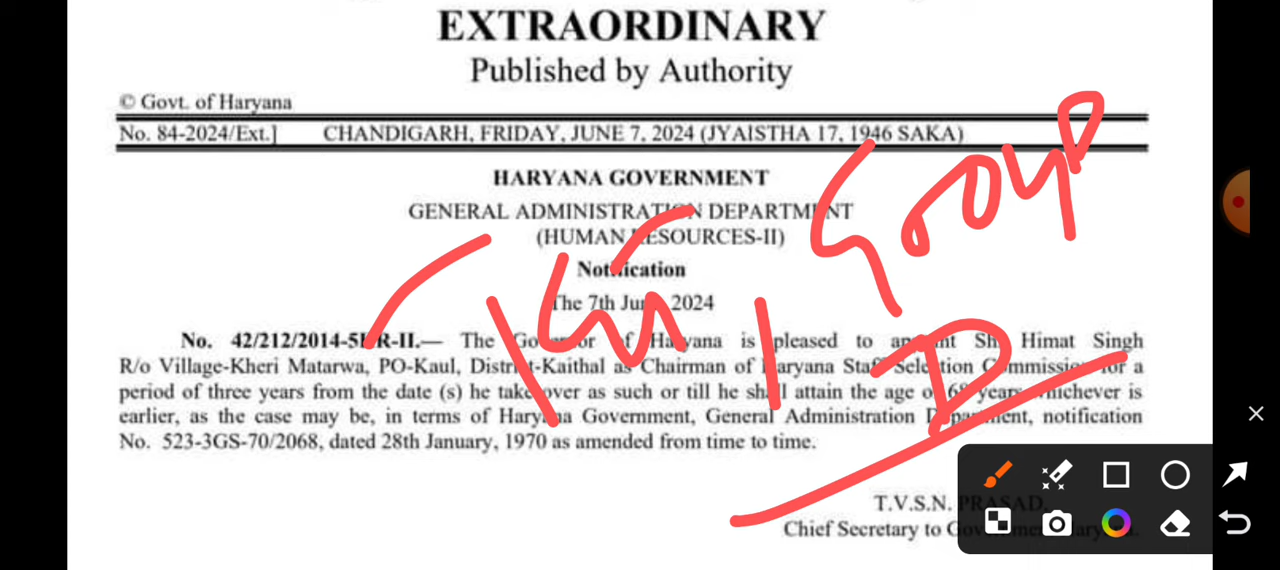 EXTRAORDINARY
Published by Authority
© Govt. of Haryana
No. 84-2024/Ext.] CHANDIGARH, FRIDAY, JUNE 7, 2024 (JYAISTHA 17, 1946 SAKA)
HARYANA GOVERNMENT
GENERAL ADMINISTRATION DEPARTMENT
(HUMAN RESOURCES-II)
Notification
The 7th June, 2024
No. 42/212/2014-5HR-II.— The Governor of Haryana is pleased to appoint Sh. Himat Singh
R/o Village-Kheri Matarwa, PO-Kaul, District-Kaithal as Chairman of Haryana Staff Selection Commission for a
period of three years from the date (s) he take over as such or till he shall attain the age of 68 years whichever is
earlier, as the case may be, in terms of Haryana Government, General Administration Department, notification
No. 523-3GS-70/2068, dated 28th January, 1970 as amended from time to time.
T.V.S.N. PRASAD,
Chief Secretary to Government Haryana.
Group
D